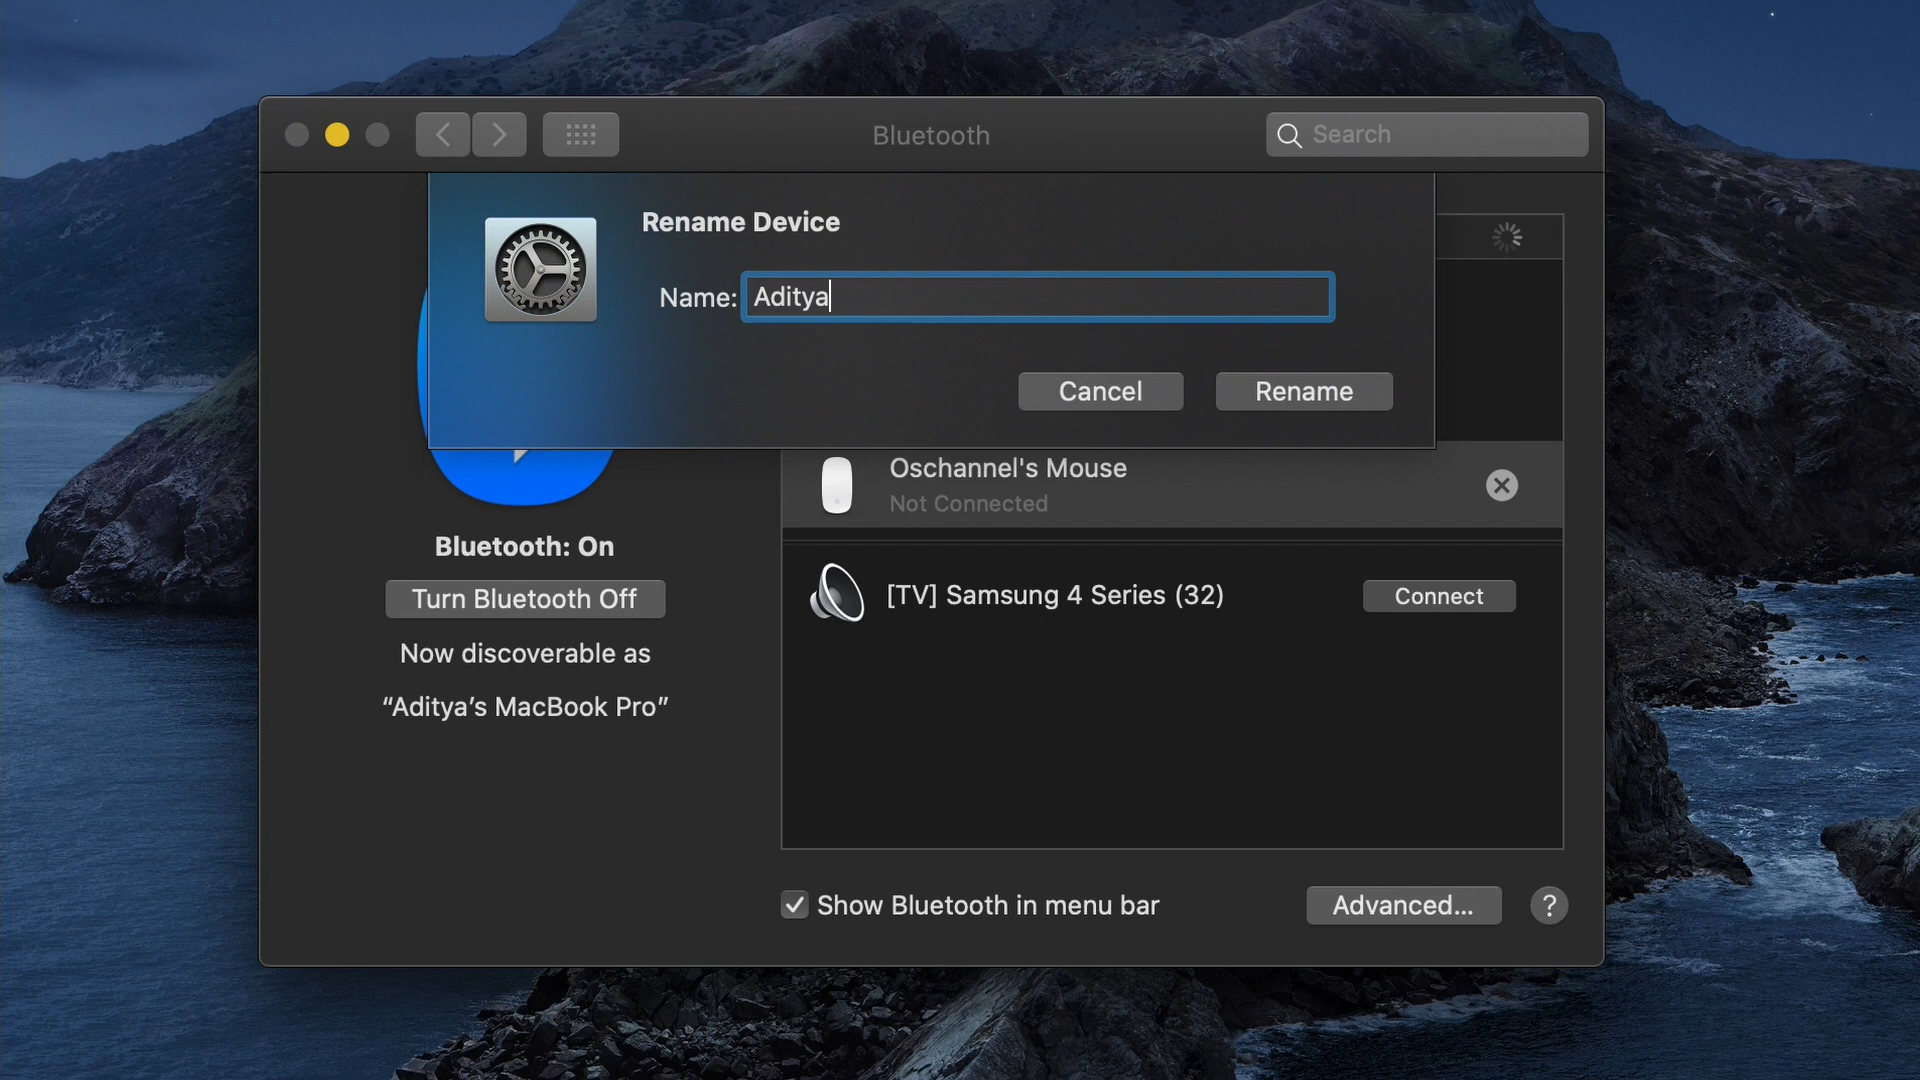 Bluetooth
Search
Rename Device
Name: Aditya
Cancel
Rename
Oschannel's Mouse
Not Connected
Bluetooth: On
Turn Bluetooth Off
Now discoverable as
“Aditya’s MacBook Pro”
[TV] Samsung 4 Series (32)
Connect
Show Bluetooth in menu bar
Advanced...
?